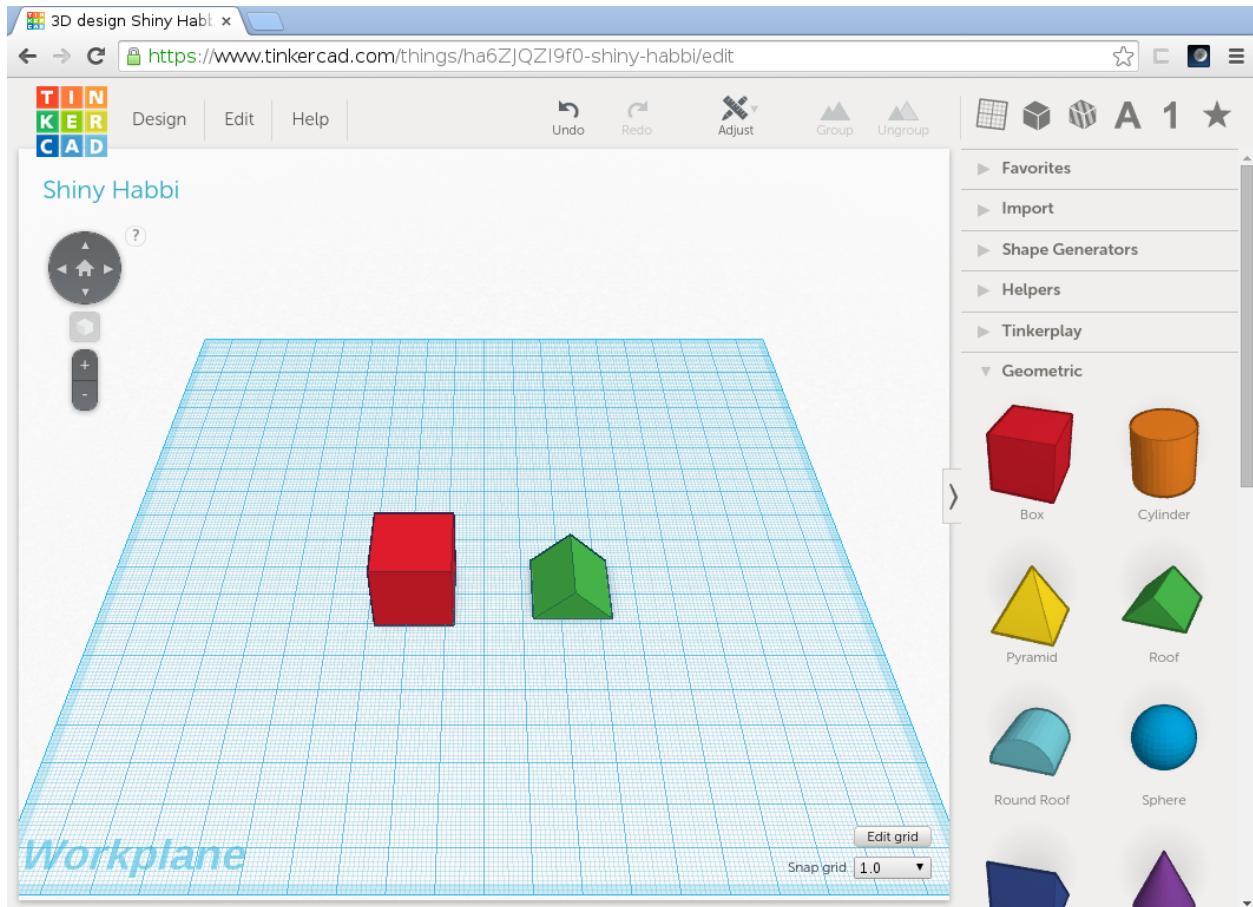 3D design Shiny Habb
https://www.tinkercad.com/things/ha6ZJQZI9f0-shiny-habbi/edit
TIN
KER
CAD
Design Edit Help
Undo Redo Adjust Group Ungroup
A 1
Shiny Habbi
?
+
-
Workplane
Edit grid
Snap grid 1.0
Favorites
Import
Shape Generators
Helpers
Tinkerplay
Geometric
Box Cylinder
Pyramid Roof
Round Roof Sphere